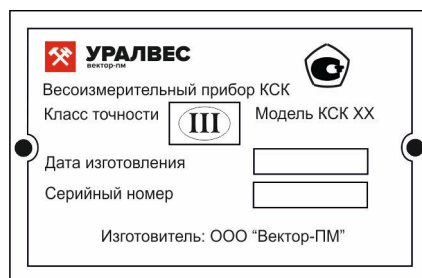 УРАЛВЕС
вектор-пм
Весоизмерительный прибор КСК
Класс точности III Модель КСК XX
Дата изготовления
Серийный номер
Изготовитель: ООО "Вектор-ПМ"